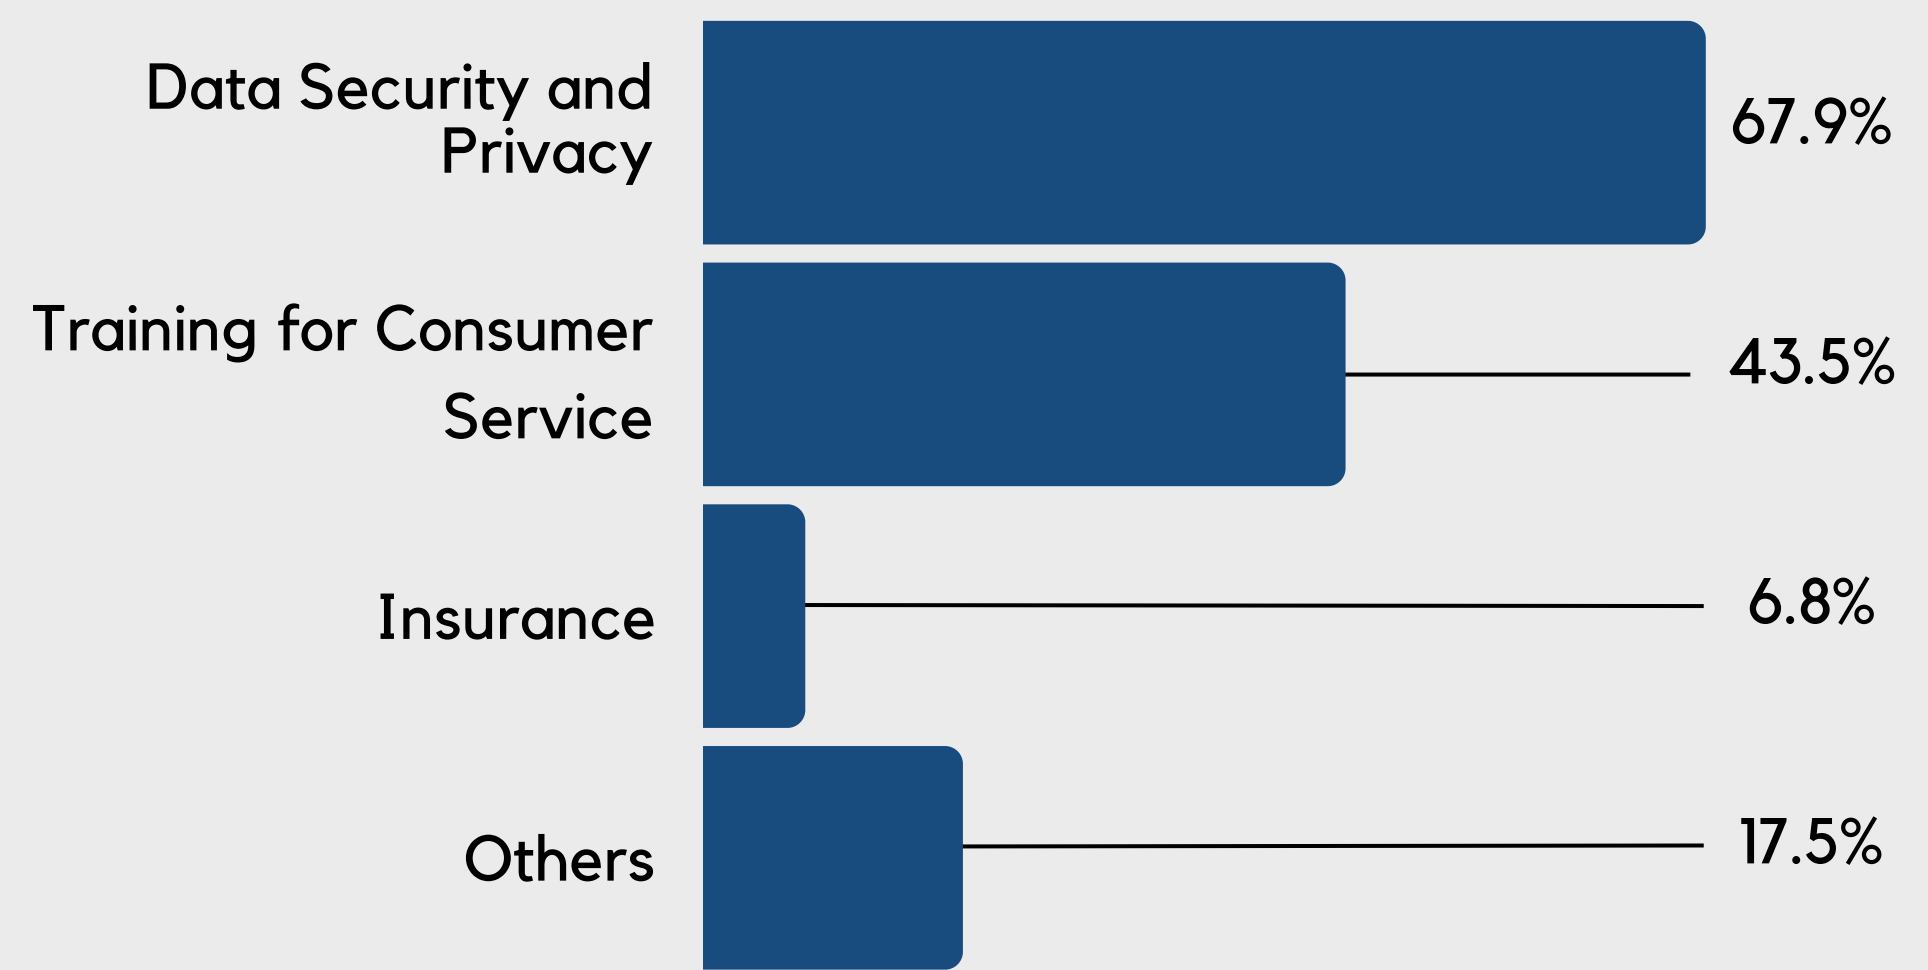 Data Security and
Privacy
67.9%
Training for Consumer
Service
43.5%
Insurance
6.8%
Others
17.5%